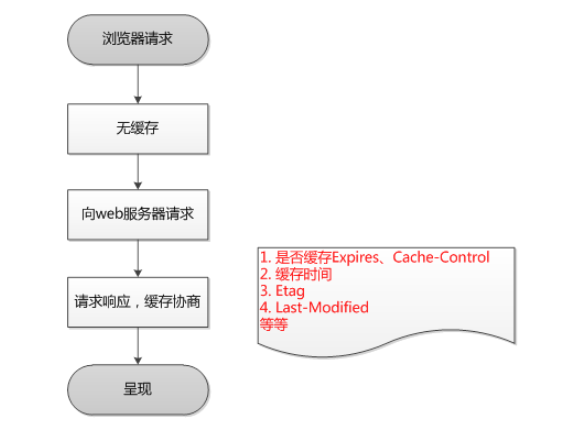 浏览器请求
无缓存
向web服务器请求
请求响应，缓存协商
呈现
1. 是否缓存Expires、Cache-Control
2. 缓存时间
3. Etag
4. Last-Modified
等等